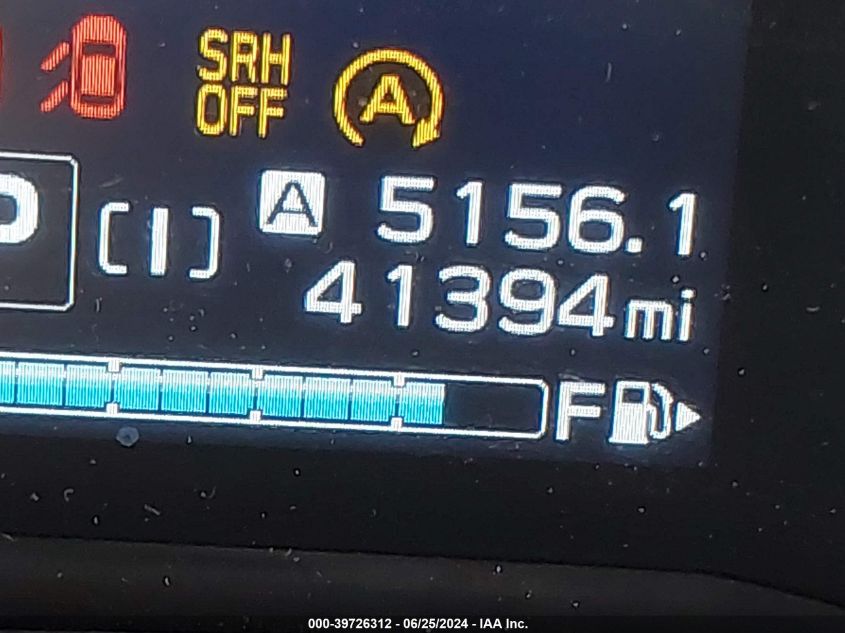 SRH
OFF
A
P
[I]
A 5156.1
41394mi
F
000-39726312 - 06/25/2024 - IAA Inc.